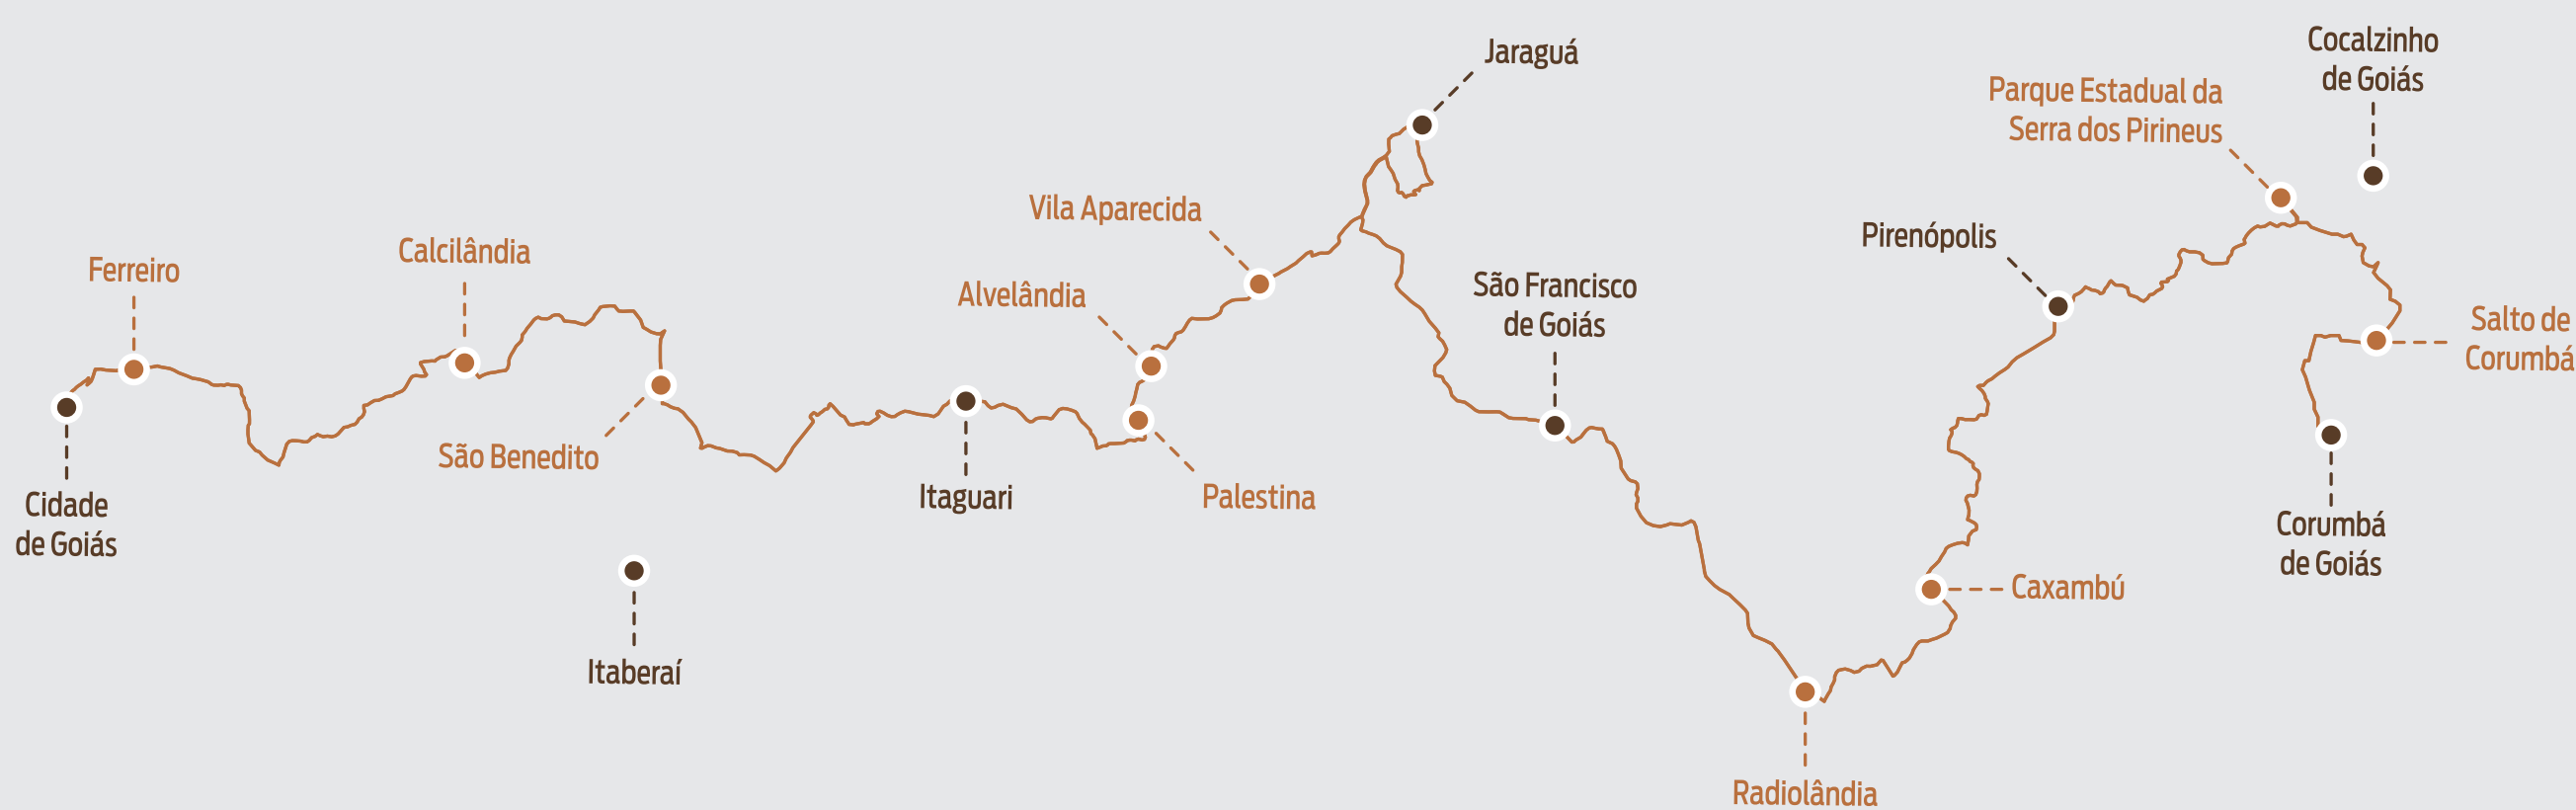 Cocalzinho
de Goiás
Jaraguá
Parque Estadual da
Serra dos Pirineus
Vila Aparecida
Pirenópolis
Calcilândia
Ferreiro
Alvelândia
São Francisco
de Goiás
Salto de
Corumbá
São Benedito
Itaguari
Palestina
Cidade
de Goiás
Corumbá
de Goiás
Caxambú
Itaberaí
Radiolândia